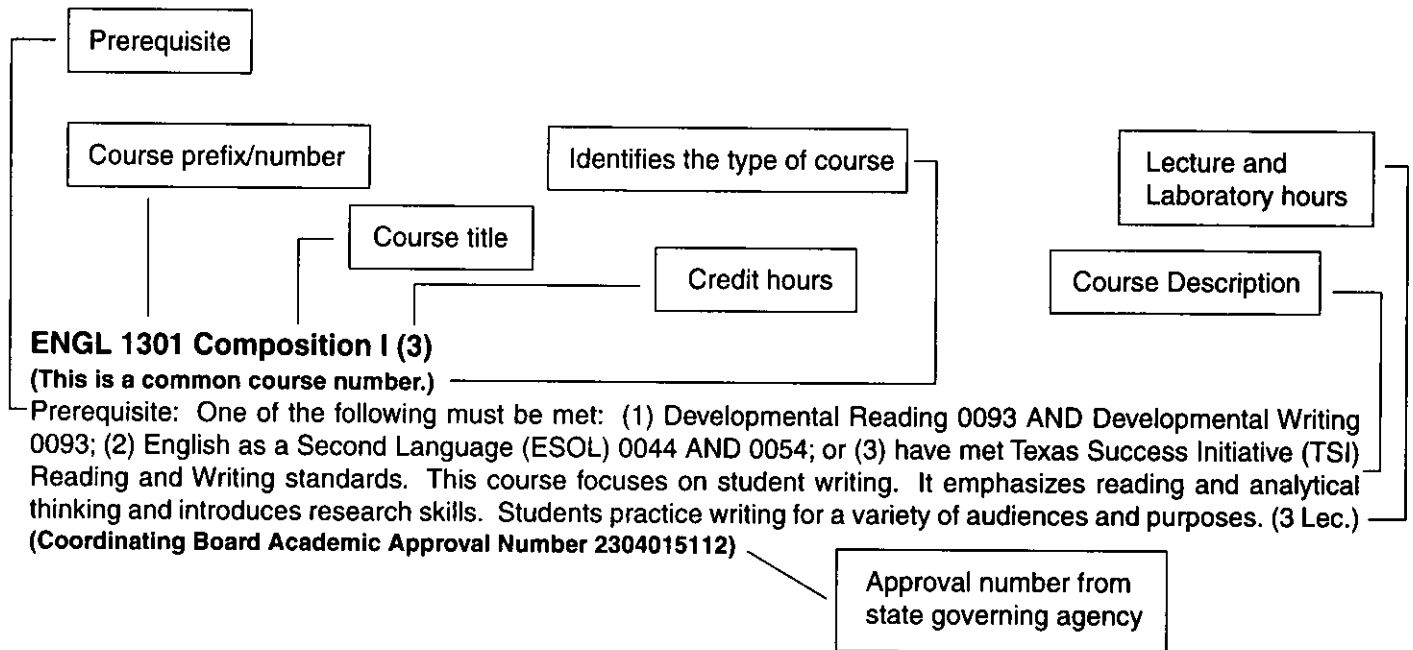 Prerequisite
Course prefix/number
Identifies the type of course
Lecture and
Laboratory hours
Course title
Credit hours
Course Description
ENGL 1301 Composition I (3)
(This is a common course number.)
Prerequisite: One of the following must be met: (1) Developmental Reading 0093 AND Developmental Writing
0093; (2) English as a Second Language (ESOL) 0044 AND 0054; or (3) have met Texas Success Initiative (TSI)
Reading and Writing standards. This course focuses on student writing. It emphasizes reading and analytical
thinking and introduces research skills. Students practice writing for a variety of audiences and purposes. (3 Lec.)
(Coordinating Board Academic Approval Number 2304015112)
Approval number from
state governing agency